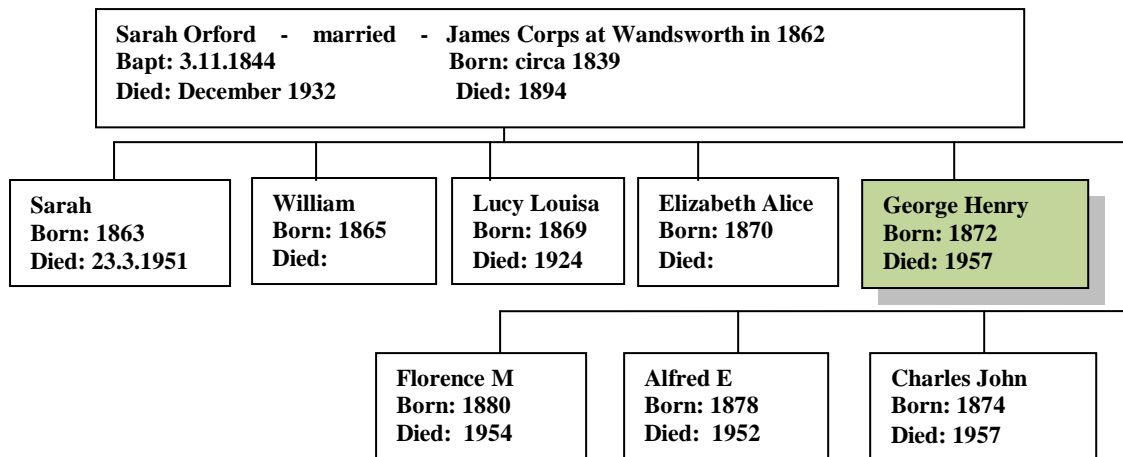 Sarah Orford - married - James Corps at Wandsworth in 1862
Bapt: 3.11.1844 Born: circa 1839
Died: December 1932 Died: 1894
Sarah
Born: 1863
Died: 23.3.1951
William
Born: 1865
Died:
Lucy Louisa
Born: 1869
Died: 1924
Elizabeth Alice
Born: 1870
Died:
George Henry
Born: 1872
Died: 1957
Florence M
Born: 1880
Died: 1954
Alfred E
Born: 1878
Died: 1952
Charles John
Born: 1874
Died: 1957